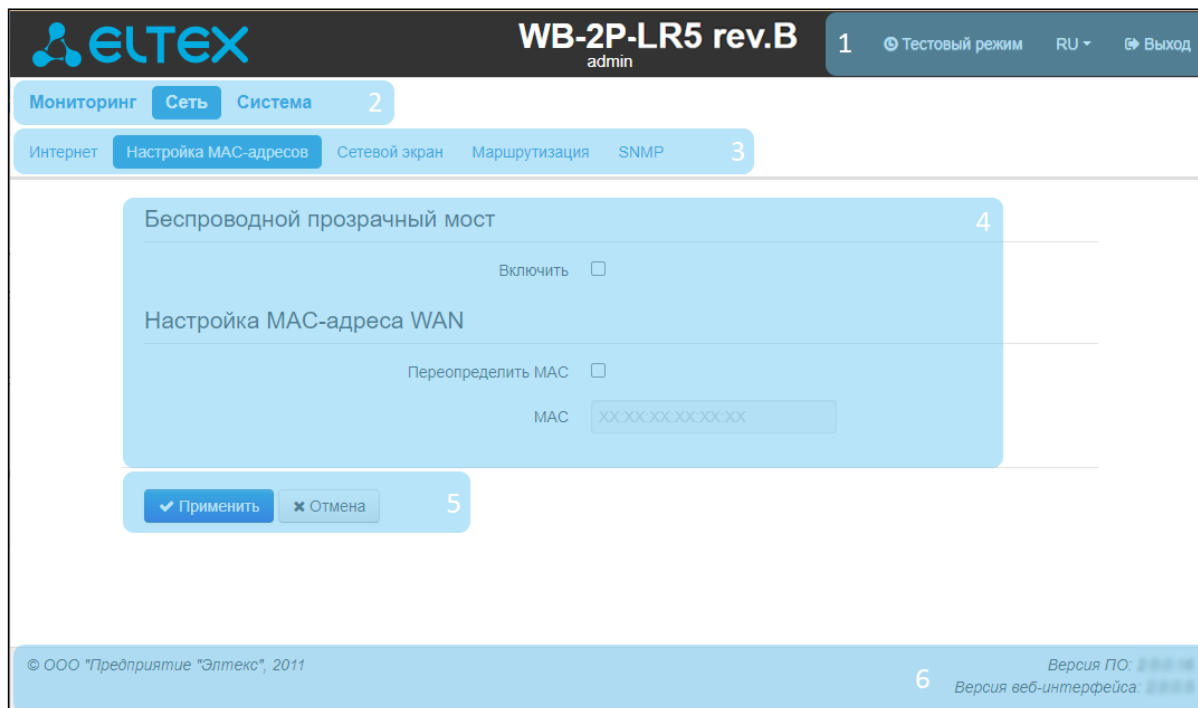 ELTEX
WB-2P-LR5 rev.B
admin
1 Тестовый режим RU Выход
Мониторинг Сеть Система 2
Интернет Настройка MAC-адресов Сетевой экран Маршрутизация SNMP 3
Беспроводной прозрачный мост 4
Включить
Настройка MAC-адреса WAN
Переопределить MAC
MAC XX:XX:XX:XX:XX:XX
Применить Отмена 5
© ООО "Предприятие "Элтекс", 2011
6
Версия ПО:
Версия веб-интерфейса: